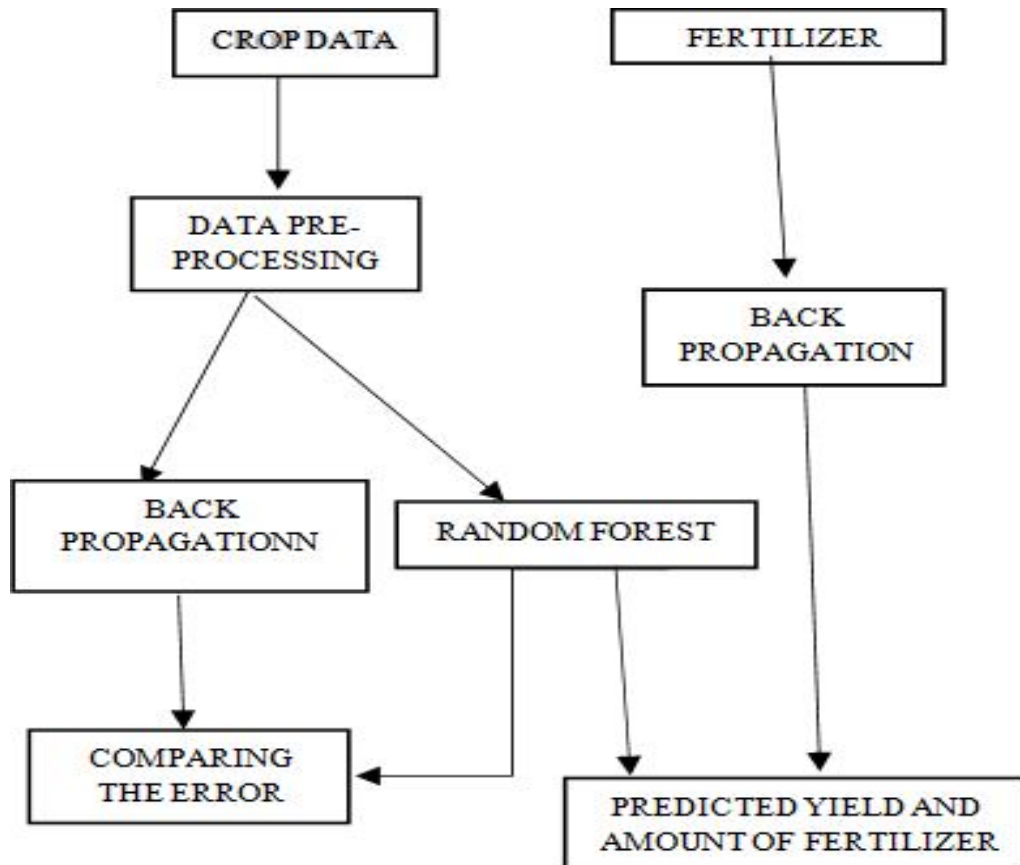 CROP DATA
FERTILIZER
DATA PRE-
PROCESSING
BACK
PROPAGATION
BACK
PROPAGATIONN
RANDOM FOREST
COMPARING
THE ERROR
PREDICTED YIELD AND
AMOUNT OF FERTILIZER